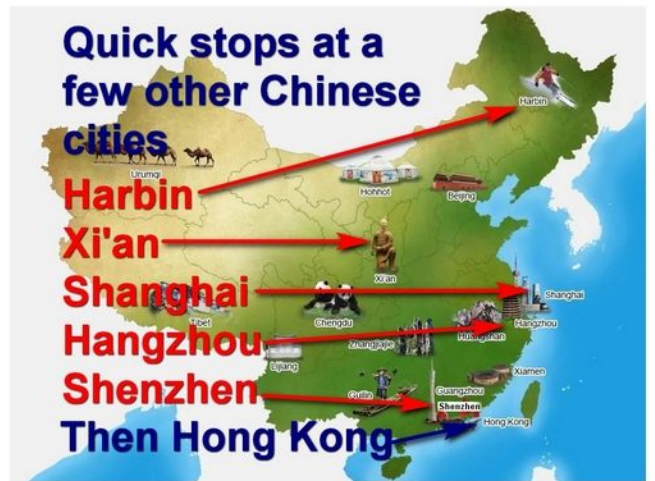 Quick stops at a
few other Chinese
cities
Harbin
Xi'an
Shanghai
Hangzhou
Shenzhen
Then Hong Kong
Harbin
Urumqi
Hohhot
Beijing
Xi'an
Shanghai
Tibet
Chengdu
Hangzhou
Zhangjiajie
Huangshan
Lijiang
Xiamen
Guilin
Guangzhou
Shenzhen
Hong Kong